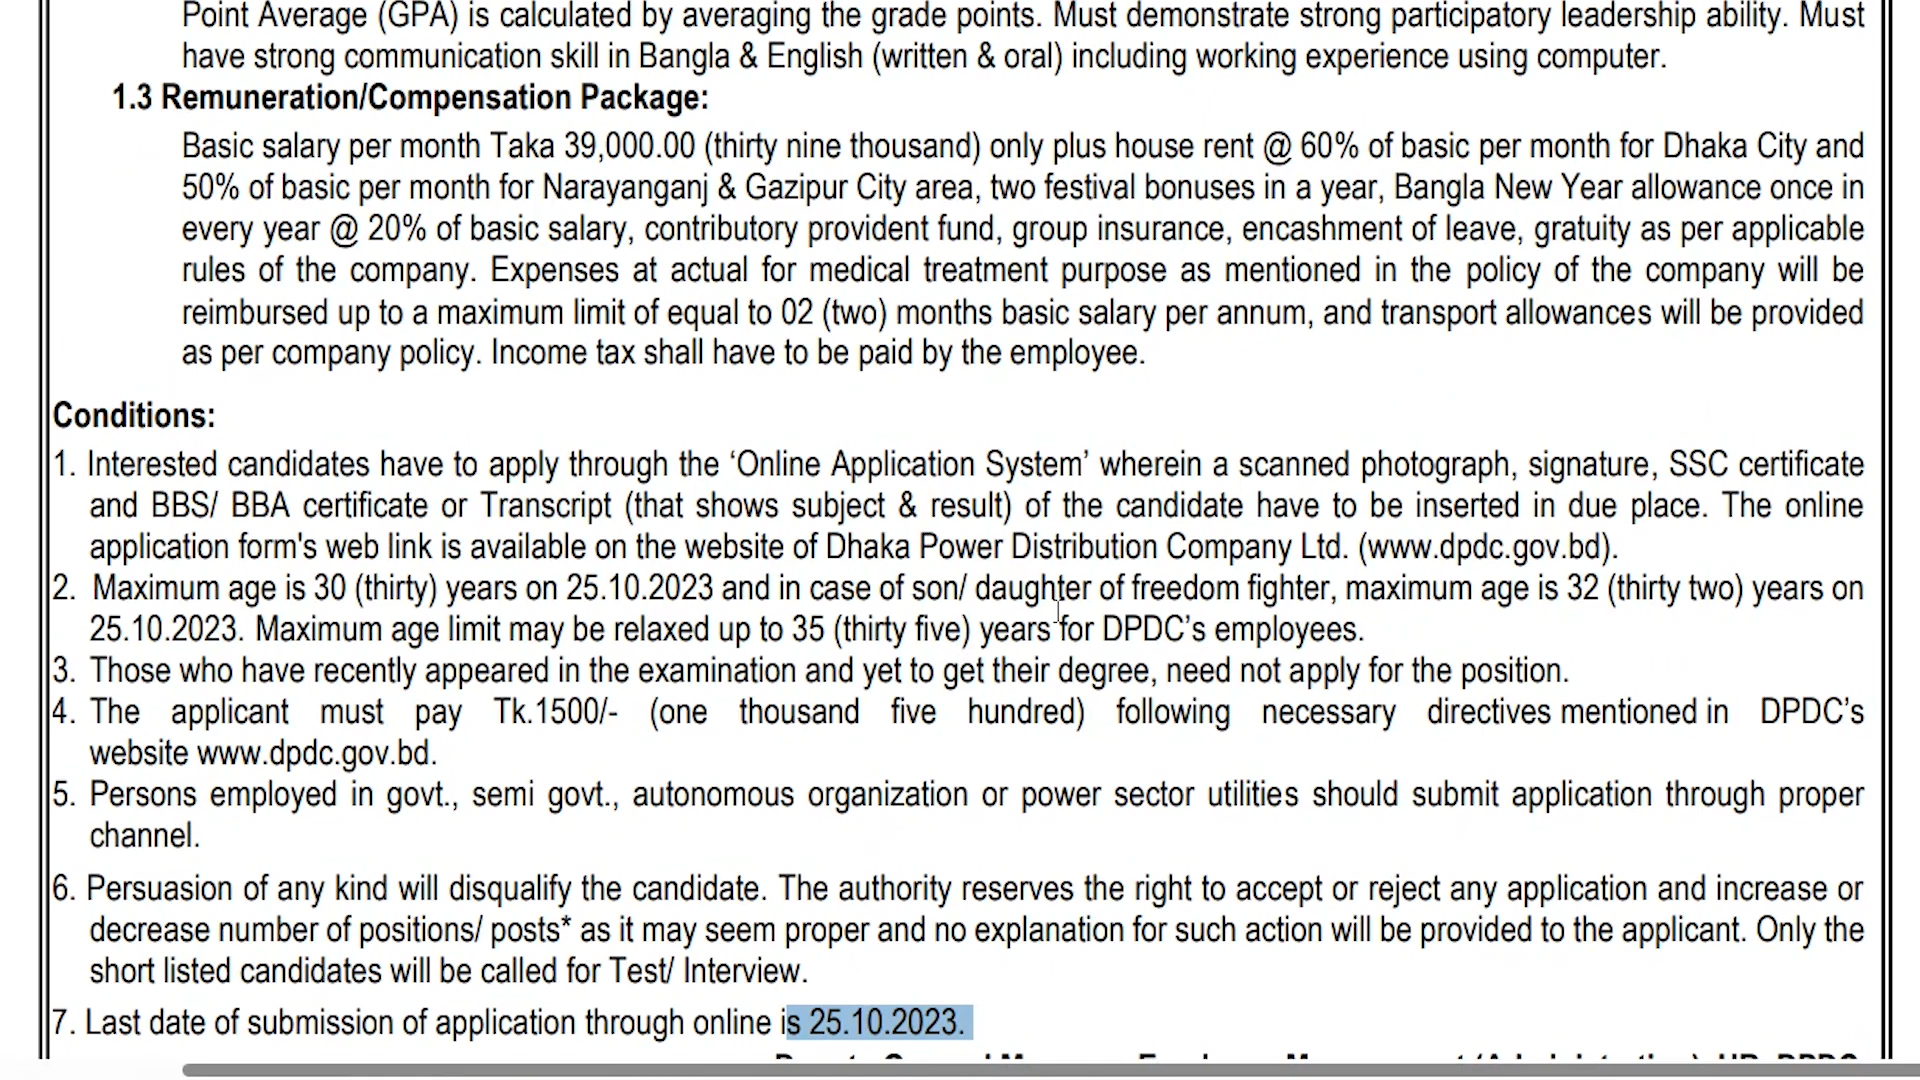 Point Average (GPA) is calculated by averaging the grade points. Must demonstrate strong participatory leadership ability. Must
have strong communication skill in Bangla & English (written & oral) including working experience using computer.
1.3 Remuneration/Compensation Package:
Basic salary per month Taka 39,000.00 (thirty nine thousand) only plus house rent @ 60% of basic per month for Dhaka City and
50% of basic per month for Narayanganj & Gazipur City area, two festival bonuses in a year, Bangla New Year allowance once in
every year @ 20% of basic salary, contributory provident fund, group insurance, encashment of leave, gratuity as per applicable
rules of the company. Expenses at actual for medical treatment purpose as mentioned in the policy of the company will be
reimbursed up to a maximum limit of equal to 02 (two) months basic salary per annum, and transport allowances will be provided
as per company policy. Income tax shall have to be paid by the employee.
Conditions:
1. Interested candidates have to apply through the ‘Online Application System’ wherein a scanned photograph, signature, SSC certificate
and BBS/ BBA certificate or Transcript (that shows subject & result) of the candidate have to be inserted in due place. The online
application form's web link is available on the website of Dhaka Power Distribution Company Ltd. (www.dpdc.gov.bd).
2. Maximum age is 30 (thirty) years on 25.10.2023 and in case of son/ daughter of freedom fighter, maximum age is 32 (thirty two) years on
25.10.2023. Maximum age limit may be relaxed up to 35 (thirty five) years for DPDC’s employees.
3. Those who have recently appeared in the examination and yet to get their degree, need not apply for the position.
4. The applicant must pay Tk.1500/- (one thousand five hundred) following necessary directives mentioned in DPDC’s
website www.dpdc.gov.bd.
5. Persons employed in govt., semi govt., autonomous organization or power sector utilities should submit application through proper
channel.
6. Persuasion of any kind will disqualify the candidate. The authority reserves the right to accept or reject any application and increase or
decrease number of positions/ posts* as it may seem proper and no explanation for such action will be provided to the applicant. Only the
short listed candidates will be called for Test/ Interview.
7. Last date of submission of application through online is 25.10.2023.